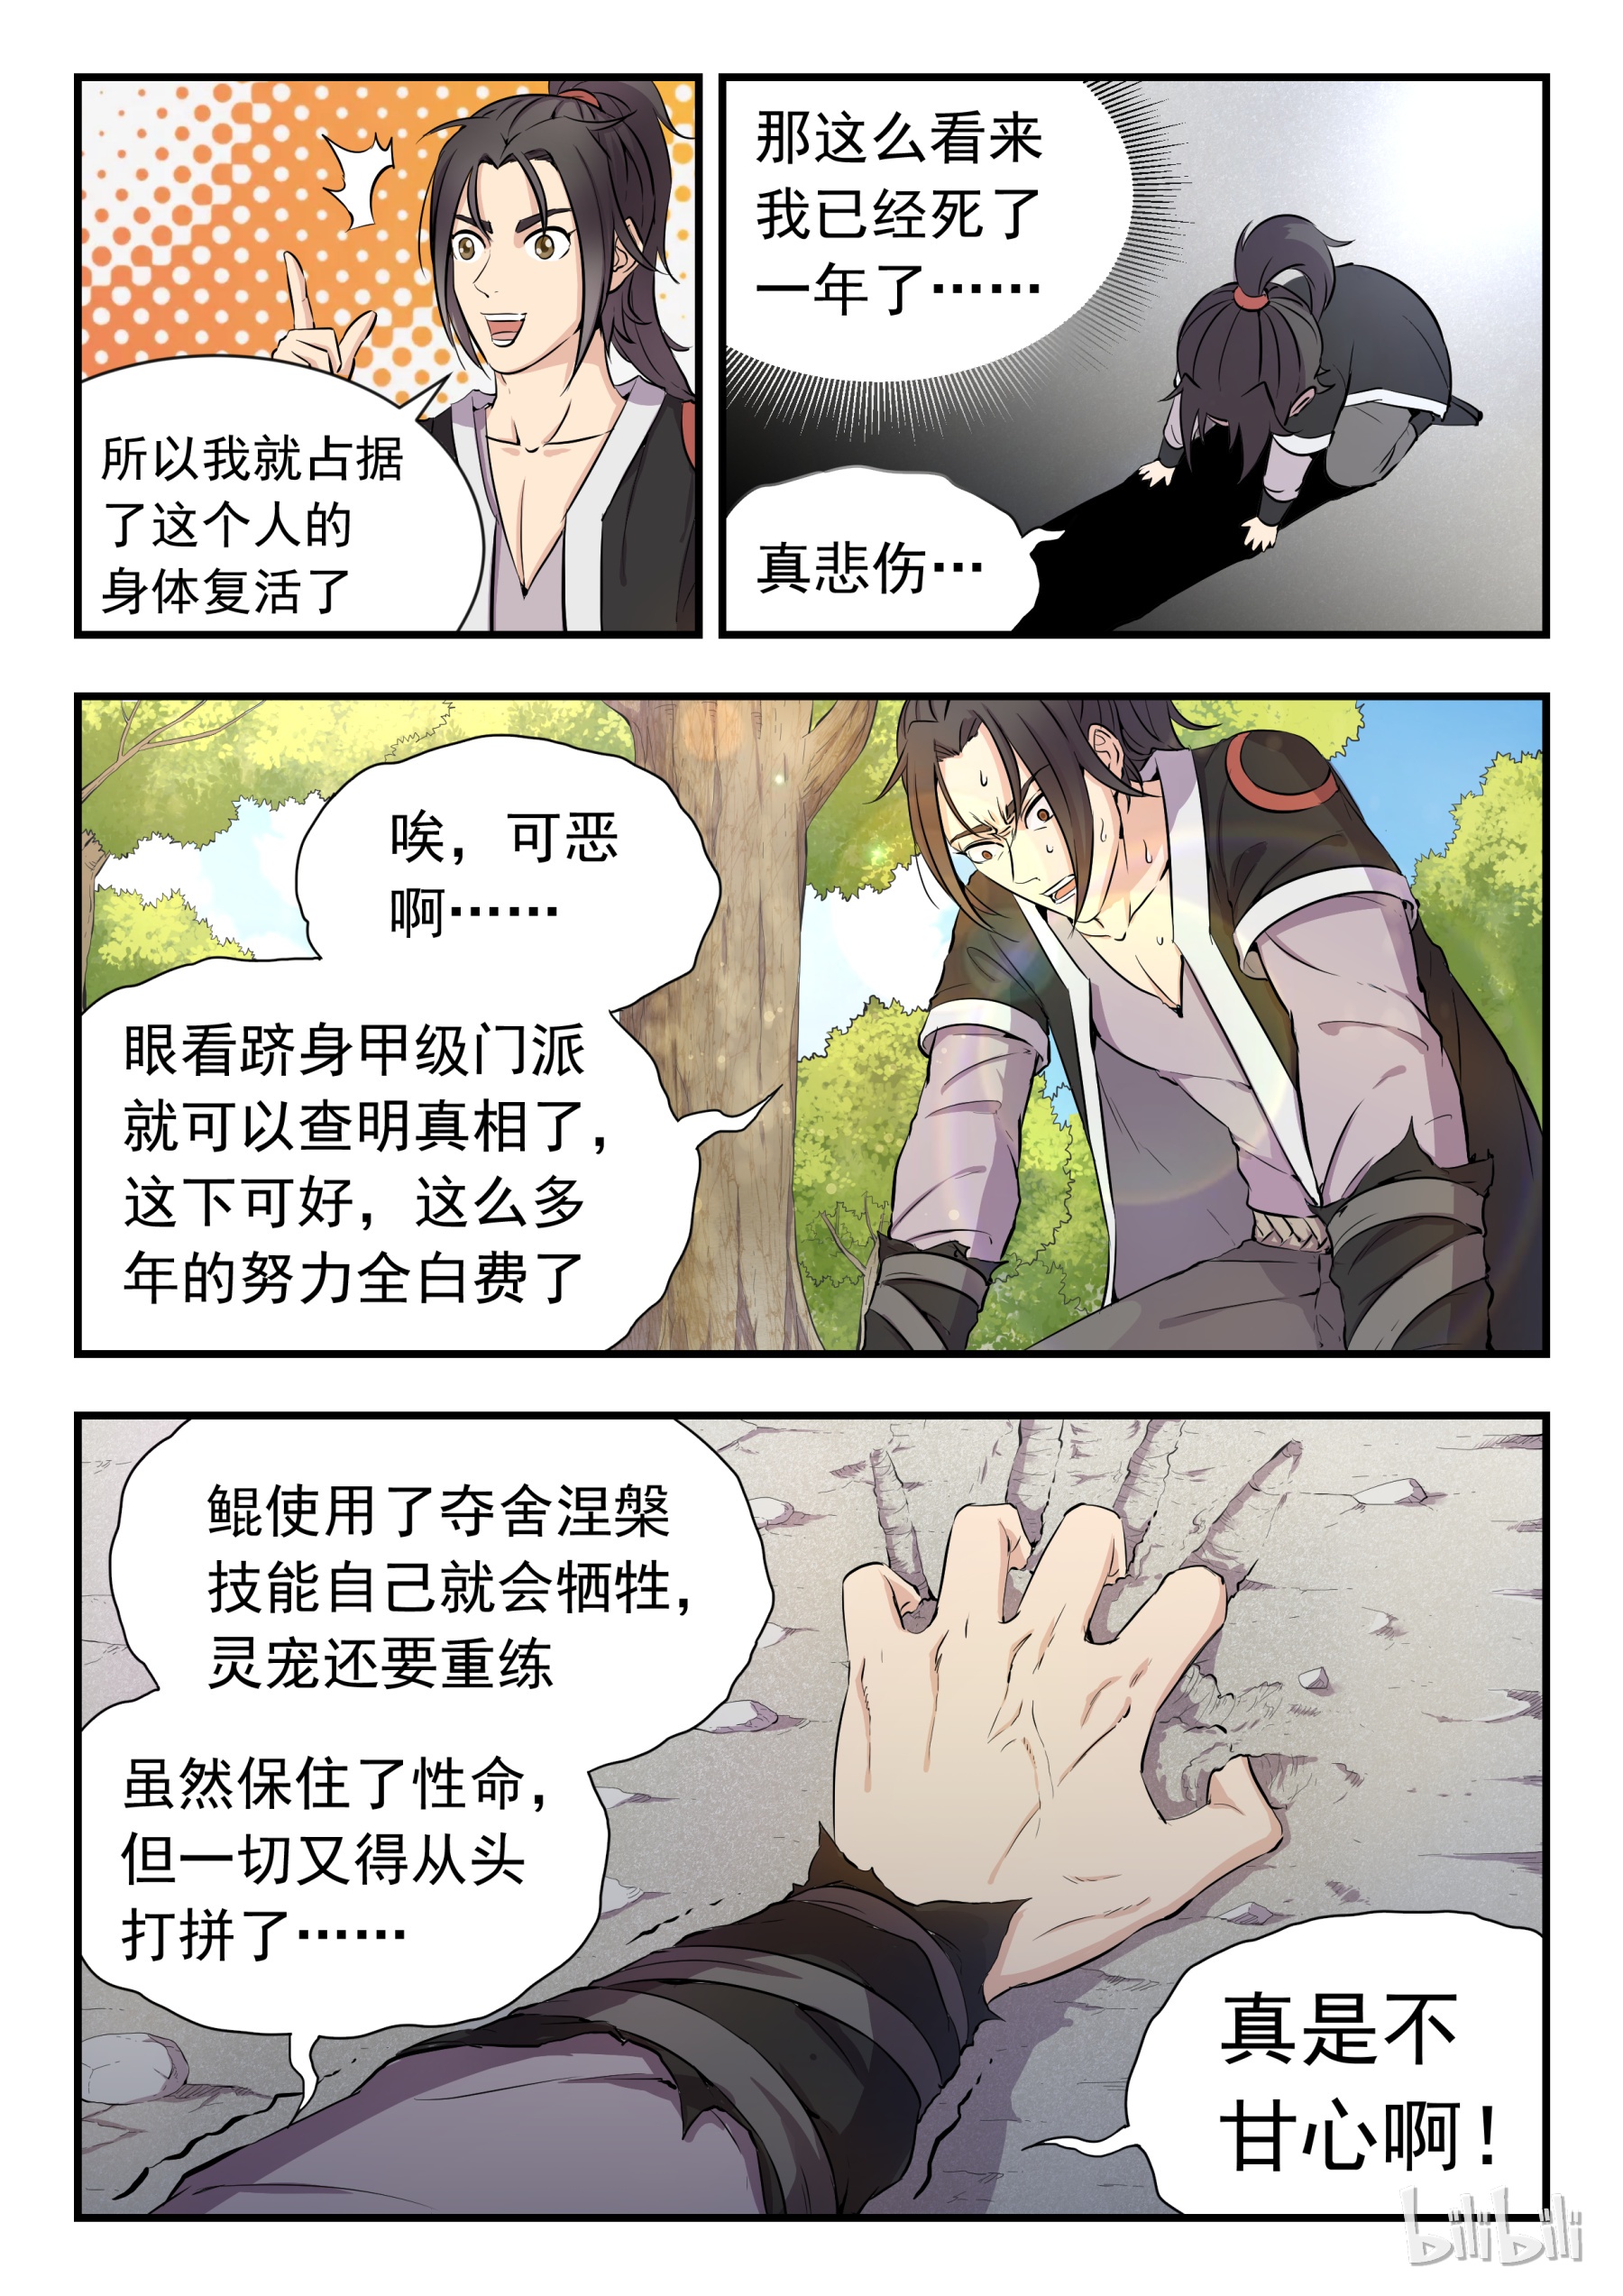 所以我就占据
了这个人的
身体复活了
那这么看来
我已经死了
一年了……
真悲伤…
唉，可恶
啊……
眼看跻身甲级门派
就可以查明真相了，
这下可好，这么多
年的努力全白费了
鲲使用了夺舍涅槃
技能自己就会牺牲，
灵宠还要重练
虽然保住了性命，
但一切又得从头
打拼了……
真是不
甘心啊！
bilibili